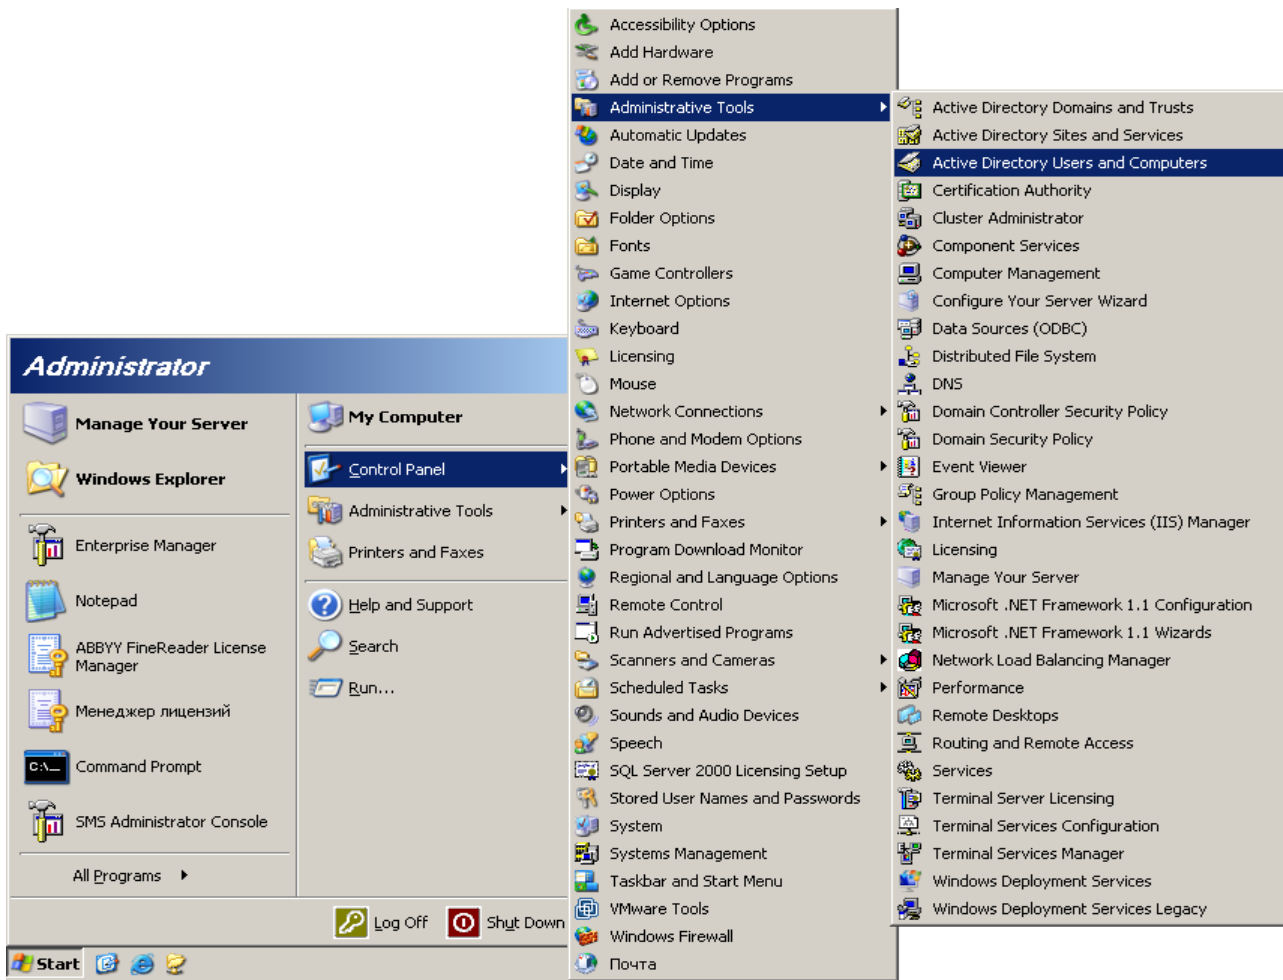 Administrator
Manage Your Server
Windows Explorer
Enterprise Manager
Notepad
ABBYY FineReader License
Manager
Менеджер лицензий
C:\_
Command Prompt
SMS Administrator Console
All Programs
My Computer
Control Panel
Administrative Tools
Printers and Faxes
Help and Support
Search
Run...
Log Off
Shut Down
Start
Accessibility Options
Add Hardware
Add or Remove Programs
Administrative Tools
Automatic Updates
Date and Time
Display
Folder Options
Fonts
Game Controllers
Internet Options
Keyboard
Licensing
Mouse
Network Connections
Phone and Modem Options
Portable Media Devices
Power Options
Printers and Faxes
Program Download Monitor
Regional and Language Options
Remote Control
Run Advertised Programs
Scanners and Cameras
Scheduled Tasks
Sounds and Audio Devices
Speech
SQL Server 2000 Licensing Setup
Stored User Names and Passwords
System
Systems Management
Taskbar and Start Menu
VMware Tools
Windows Firewall
Почта
Active Directory Domains and Trusts
Active Directory Sites and Services
Active Directory Users and Computers
Certification Authority
Cluster Administrator
Component Services
Computer Management
Configure Your Server Wizard
Data Sources (ODBC)
Distributed File System
DNS
Domain Controller Security Policy
Domain Security Policy
Event Viewer
Group Policy Management
Internet Information Services (IIS) Manager
Licensing
Manage Your Server
Microsoft .NET Framework 1.1 Configuration
Microsoft .NET Framework 1.1 Wizards
Network Load Balancing Manager
Performance
Remote Desktops
Routing and Remote Access
Services
Terminal Server Licensing
Terminal Services Configuration
Terminal Services Manager
Windows Deployment Services
Windows Deployment Services Legacy